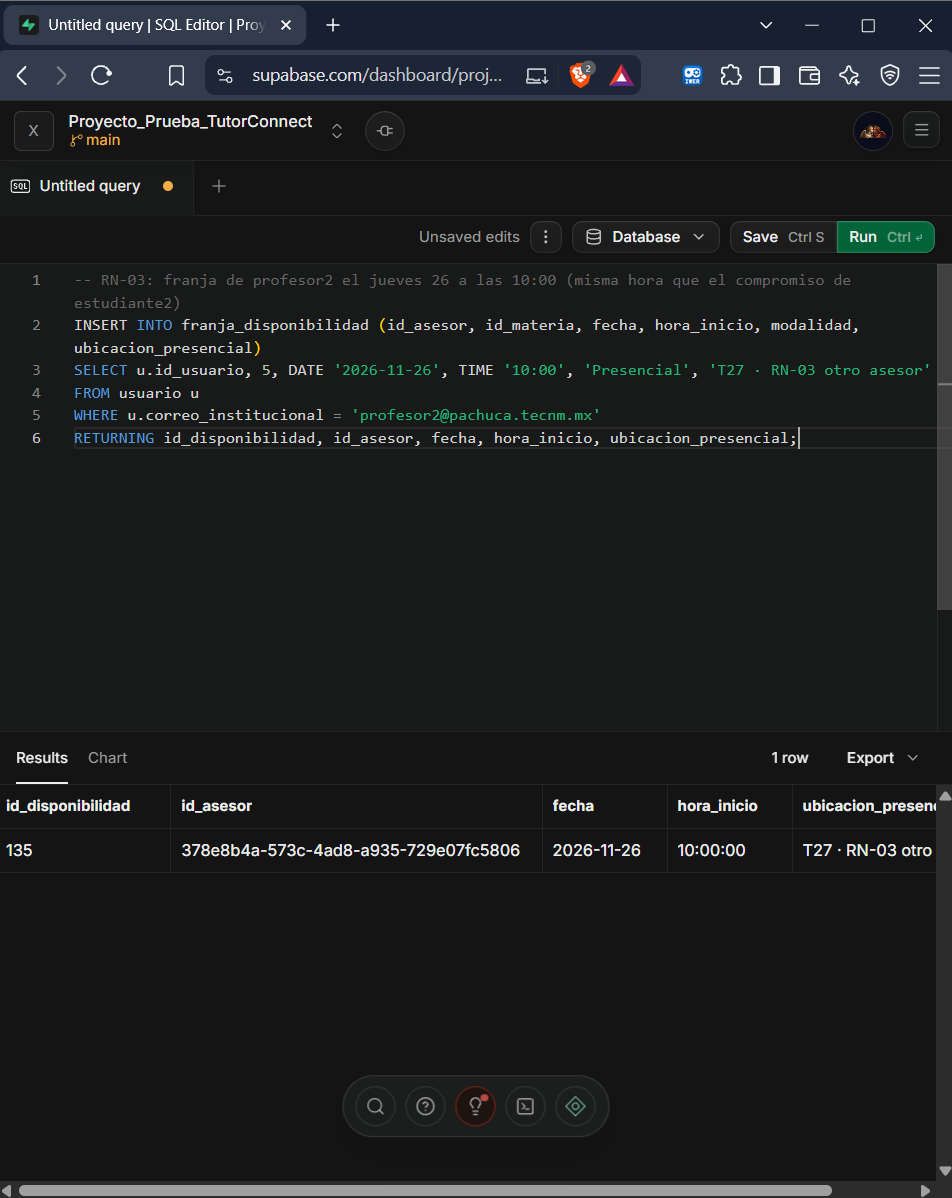 Untitled query | SQL Editor | Proy
supabase.com/dashboard/proj...
2
IWER
X
Proyecto_Prueba_TutorConnect
main
SQL
Untitled query
Unsaved edits
Database
Save Ctrl S
Run Ctrl ↵
1 -- RN-03: franja de profesor2 el jueves 26 a las 10:00 (misma hora que el compromiso de
estudiante2)
2 INSERT INTO franja_disponibilidad (id_asesor, id_materia, fecha, hora_inicio, modalidad,
ubicacion_presencial)
3 SELECT u.id_usuario, 5, DATE '2026-11-26', TIME '10:00', 'Presencial', 'T27 · RN-03 otro asesor'
4 FROM usuario u
5 WHERE u.correo_institucional = 'profesor2@pachuca.tecnm.mx'
6 RETURNING id_disponibilidad, id_asesor, fecha, hora_inicio, ubicacion_presencial;
Results Chart 1 row Export
id_disponibilidad id_asesor fecha hora_inicio ubicacion_presenc
135 378e8b4a-573c-4ad8-a935-729e07fc5806 2026-11-26 10:00:00 T27 · RN-03 otro